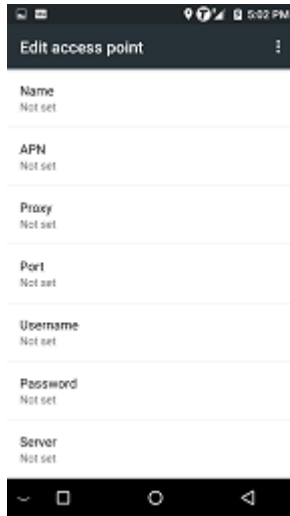 5:02 PM
Edit access point
Name
Not set
APN
Not set
Proxy
Not set
Port
Not set
Username
Not set
Password
Not set
Server
Not set